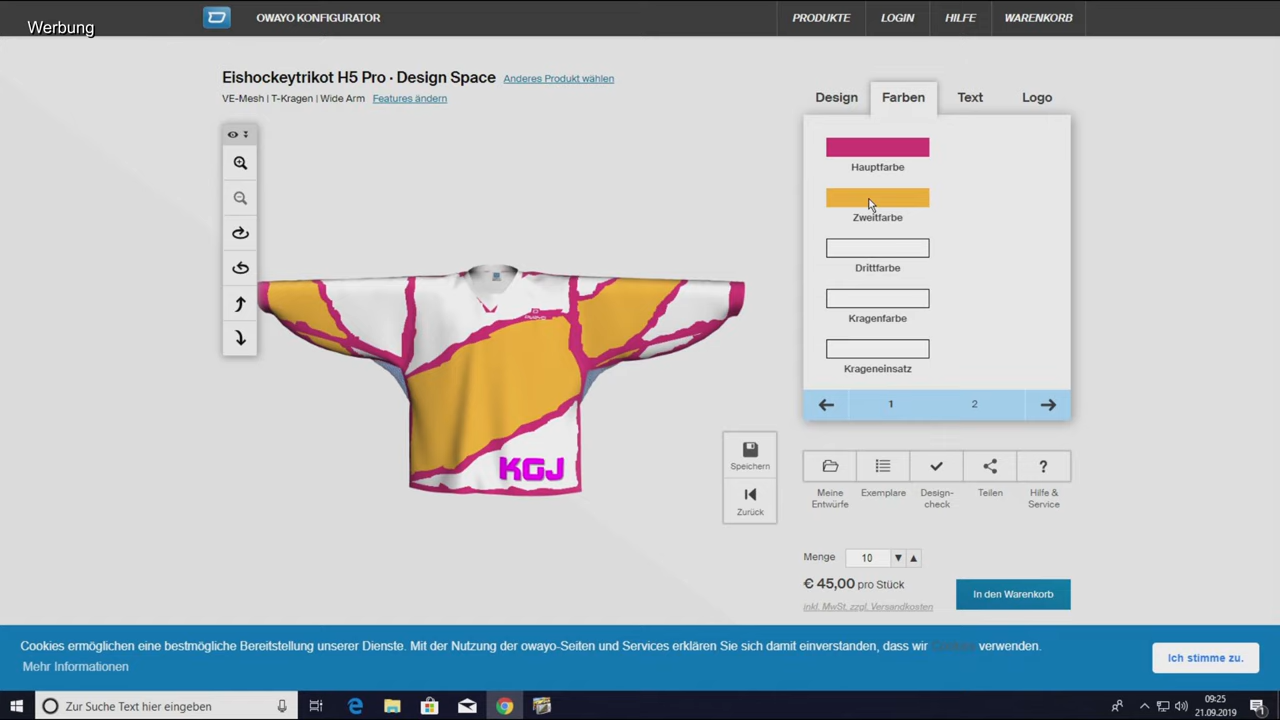 Werbung
OWAYO KONFIGURATOR
PRODUKTE
LOGIN
HILFE
WARENKORB
Eishockeytrikot H5 Pro · Design Space
Anderes Produkt wählen
VE-Mesh | T-Kragen | Wide Arm
Features ändern
Design
Farben
Text
Logo
Hauptfarbe
Zweitfarbe
Drittfarbe
Kragenfarbe
Krageneinsatz
1
2
owayo
KGJ
Speichern
Zurück
Meine
Entwürfe
Exemplare
Design-
check
Teilen
?
Hilfe &
Service
Menge
10
€ 45,00 pro Stück
inkl. MwSt. zzgl. Versandkosten
In den Warenkorb
Cookies ermöglichen eine bestmögliche Bereitstellung unserer Dienste. Mit der Nutzung der owayo-Seiten und Services erklären Sie sich damit einverstanden, dass wir Cookies verwenden.
Mehr Informationen
Ich stimme zu.
Zur Suche Text hier eingeben
09:25
21.09.2019
1